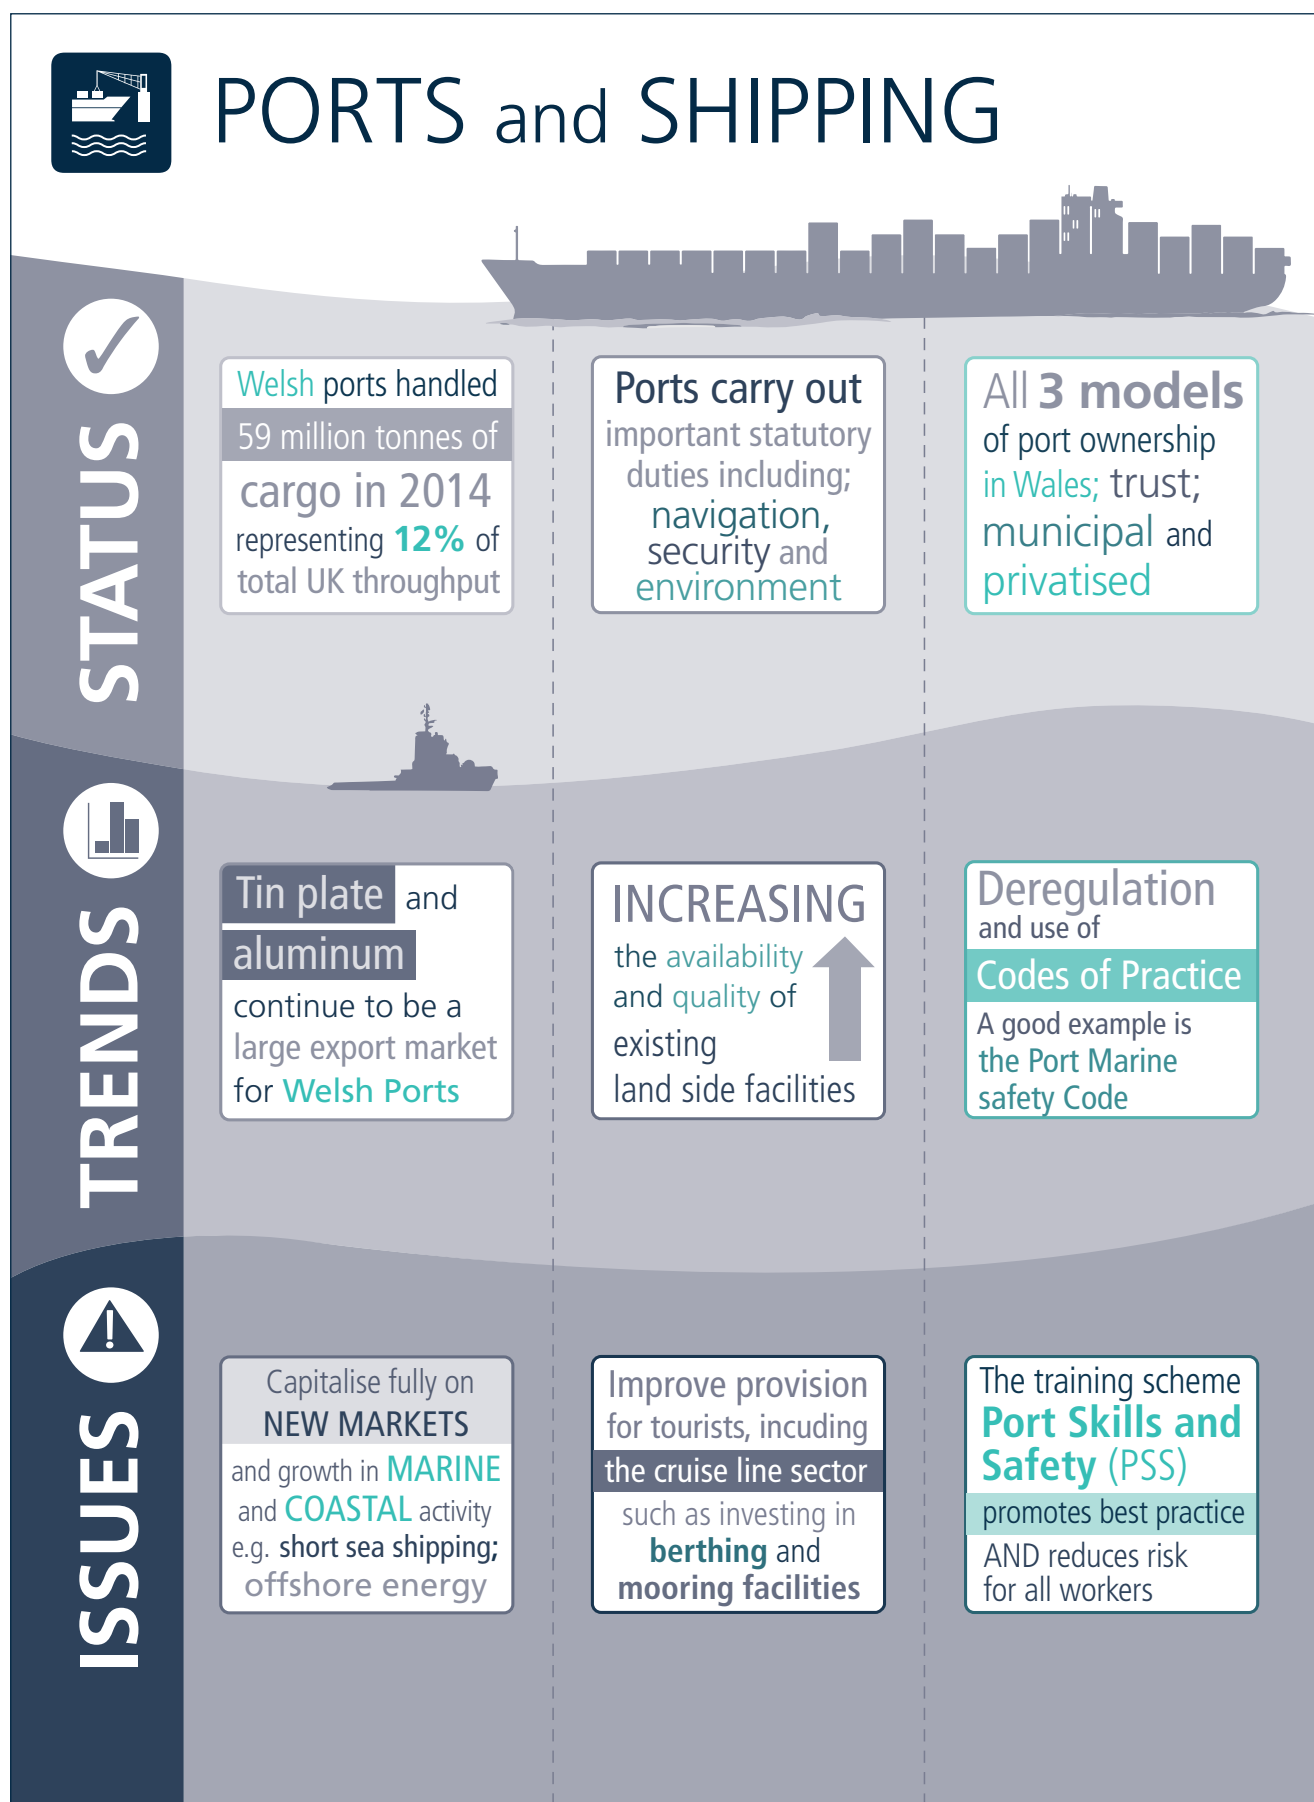 PORTS and SHIPPING
STATUS
Welsh ports handled
59 million tonnes of
cargo in 2014
representing 12% of
total UK throughput
Ports carry out
important statutory
duties including;
navigation,
security and
environment
All 3 models
of port ownership
in Wales; trust;
municipal and
privatised
TRENDS
Tin plate and
aluminum
continue to be a
large export market
for Welsh Ports
INCREASING
the availability
and quality of
existing
land side facilities
Deregulation
and use of
Codes of Practice
A good example is
the Port Marine
safety Code
ISSUES
Capitalise fully on
NEW MARKETS
and growth in MARINE
and COASTAL activity
e.g. short sea shipping;
offshore energy
Improve provision
for tourists, incuding
the cruise line sector
such as investing in
berthing and
mooring facilities
The training scheme
Port Skills and
Safety (PSS)
promotes best practice
AND reduces risk
for all workers